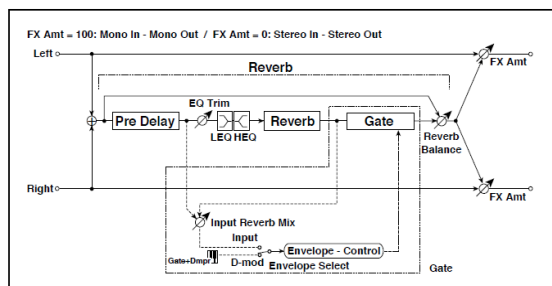 FX Amt = 100: Mono In - Mono Out / FX Amt = 0: Stereo In - Stereo Out
Left
FX Amt
Reverb
EQ Trim
Pre Delay
LEQ HEQ
Reverb
Gate
Reverb
Balance
Right
FX Amt
Input Reverb Mix
Input
Envelope - Control
Gate+Dmpr
D-mod
Envelope Select
Gate